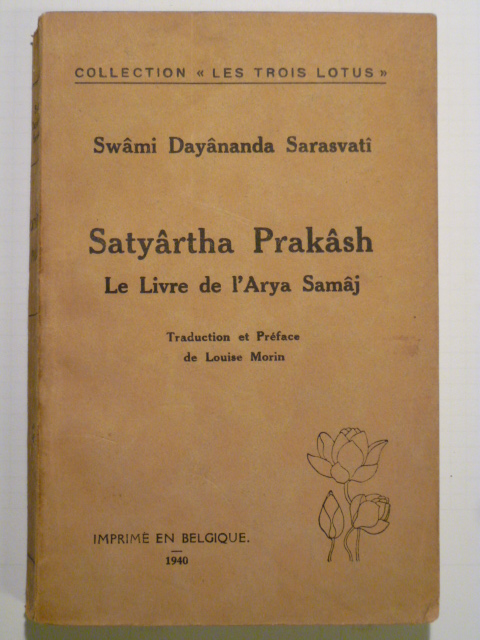 COLLECTION « LES TROIS LOTUS »
Swâmi Dayânanda Sarasvatî
Satyârtha Prakâsh
Le Livre de l'Arya Samâj
Traduction et Préface
de Louise Morin
IMPRIMÉ EN BELGIQUE.
1940